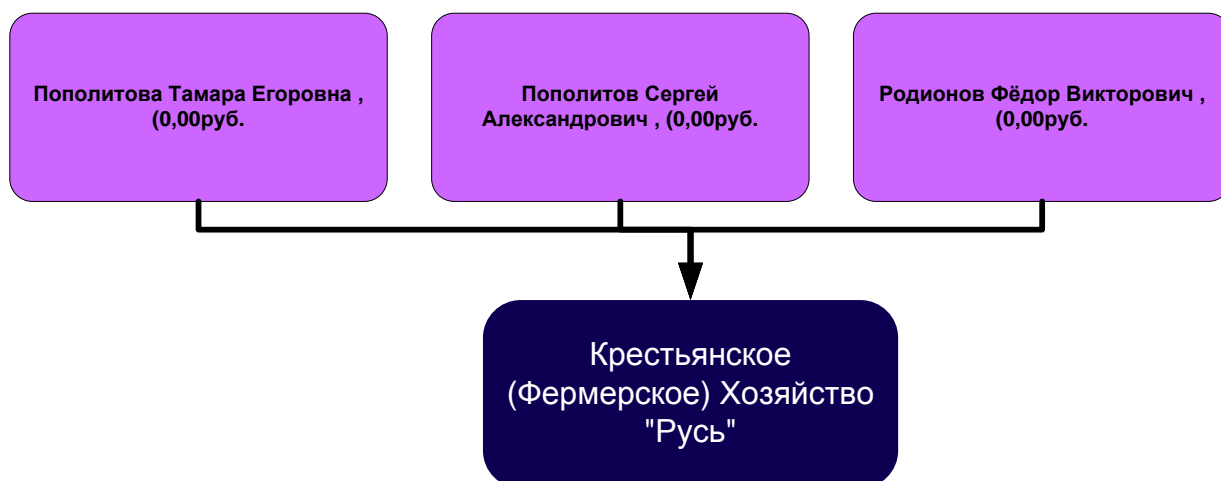 Пополитова Тамара Егоровна ,
(0,00руб.
Пополитов Сергей
Александрович , (0,00руб.
Родионов Фёдор Викторович ,
(0,00руб.
Крестьянское
(Фермерское) Хозяйство
"Русь"